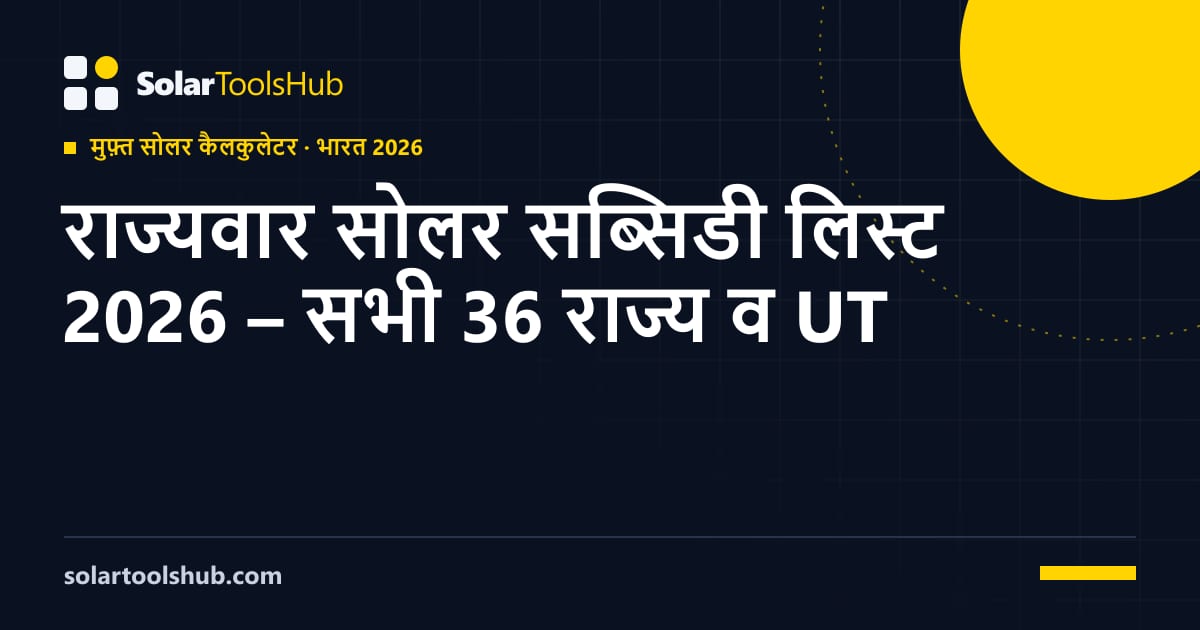 SolarToolsHub
मुफ़्त सोलर कैलकुलेटर · भारत 2026
राज्यवार सोलर सब्सिडी लिस्ट
2026 – सभी 36 राज्य व UT
solartoolshub.com